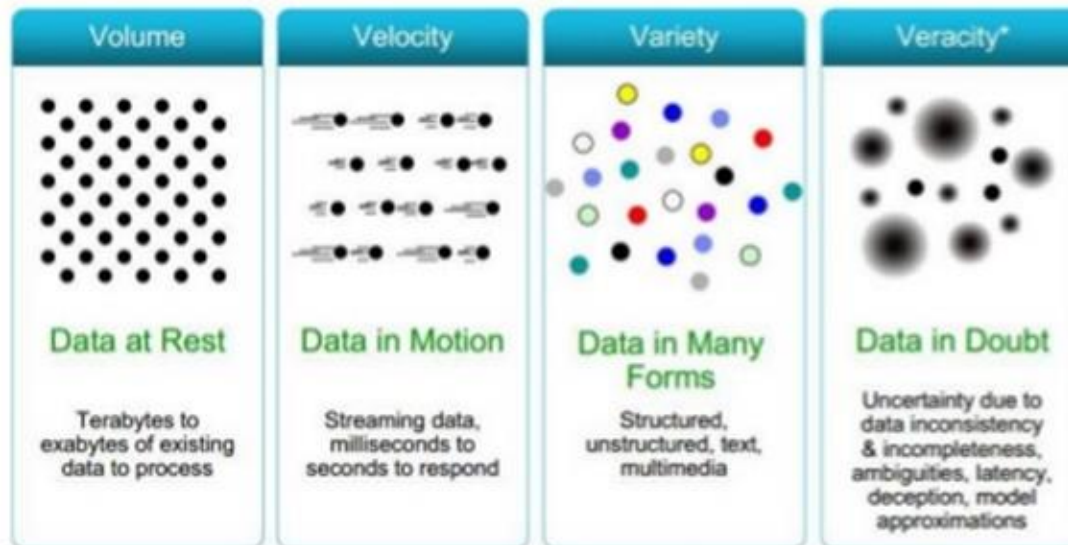 Volume
Data at Rest
Terabytes to
exabytes of existing
data to process
Velocity
Data in Motion
Streaming data,
milliseconds to
seconds to respond
Variety
Data in Many
Forms
Structured,
unstructured, text,
multimedia
Veracity*
Data in Doubt
Uncertainty due to
data inconsistency
& incompleteness,
ambiguities, latency,
deception, model
approximations